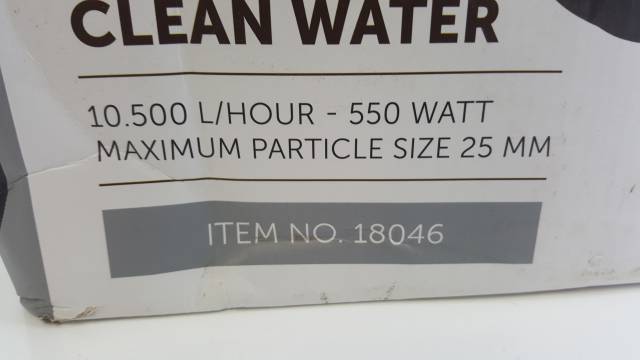 CLEAN WATER
10.500 L/HOUR - 550 WATT
MAXIMUM PARTICLE SIZE 25 MM
ITEM NO. 18046